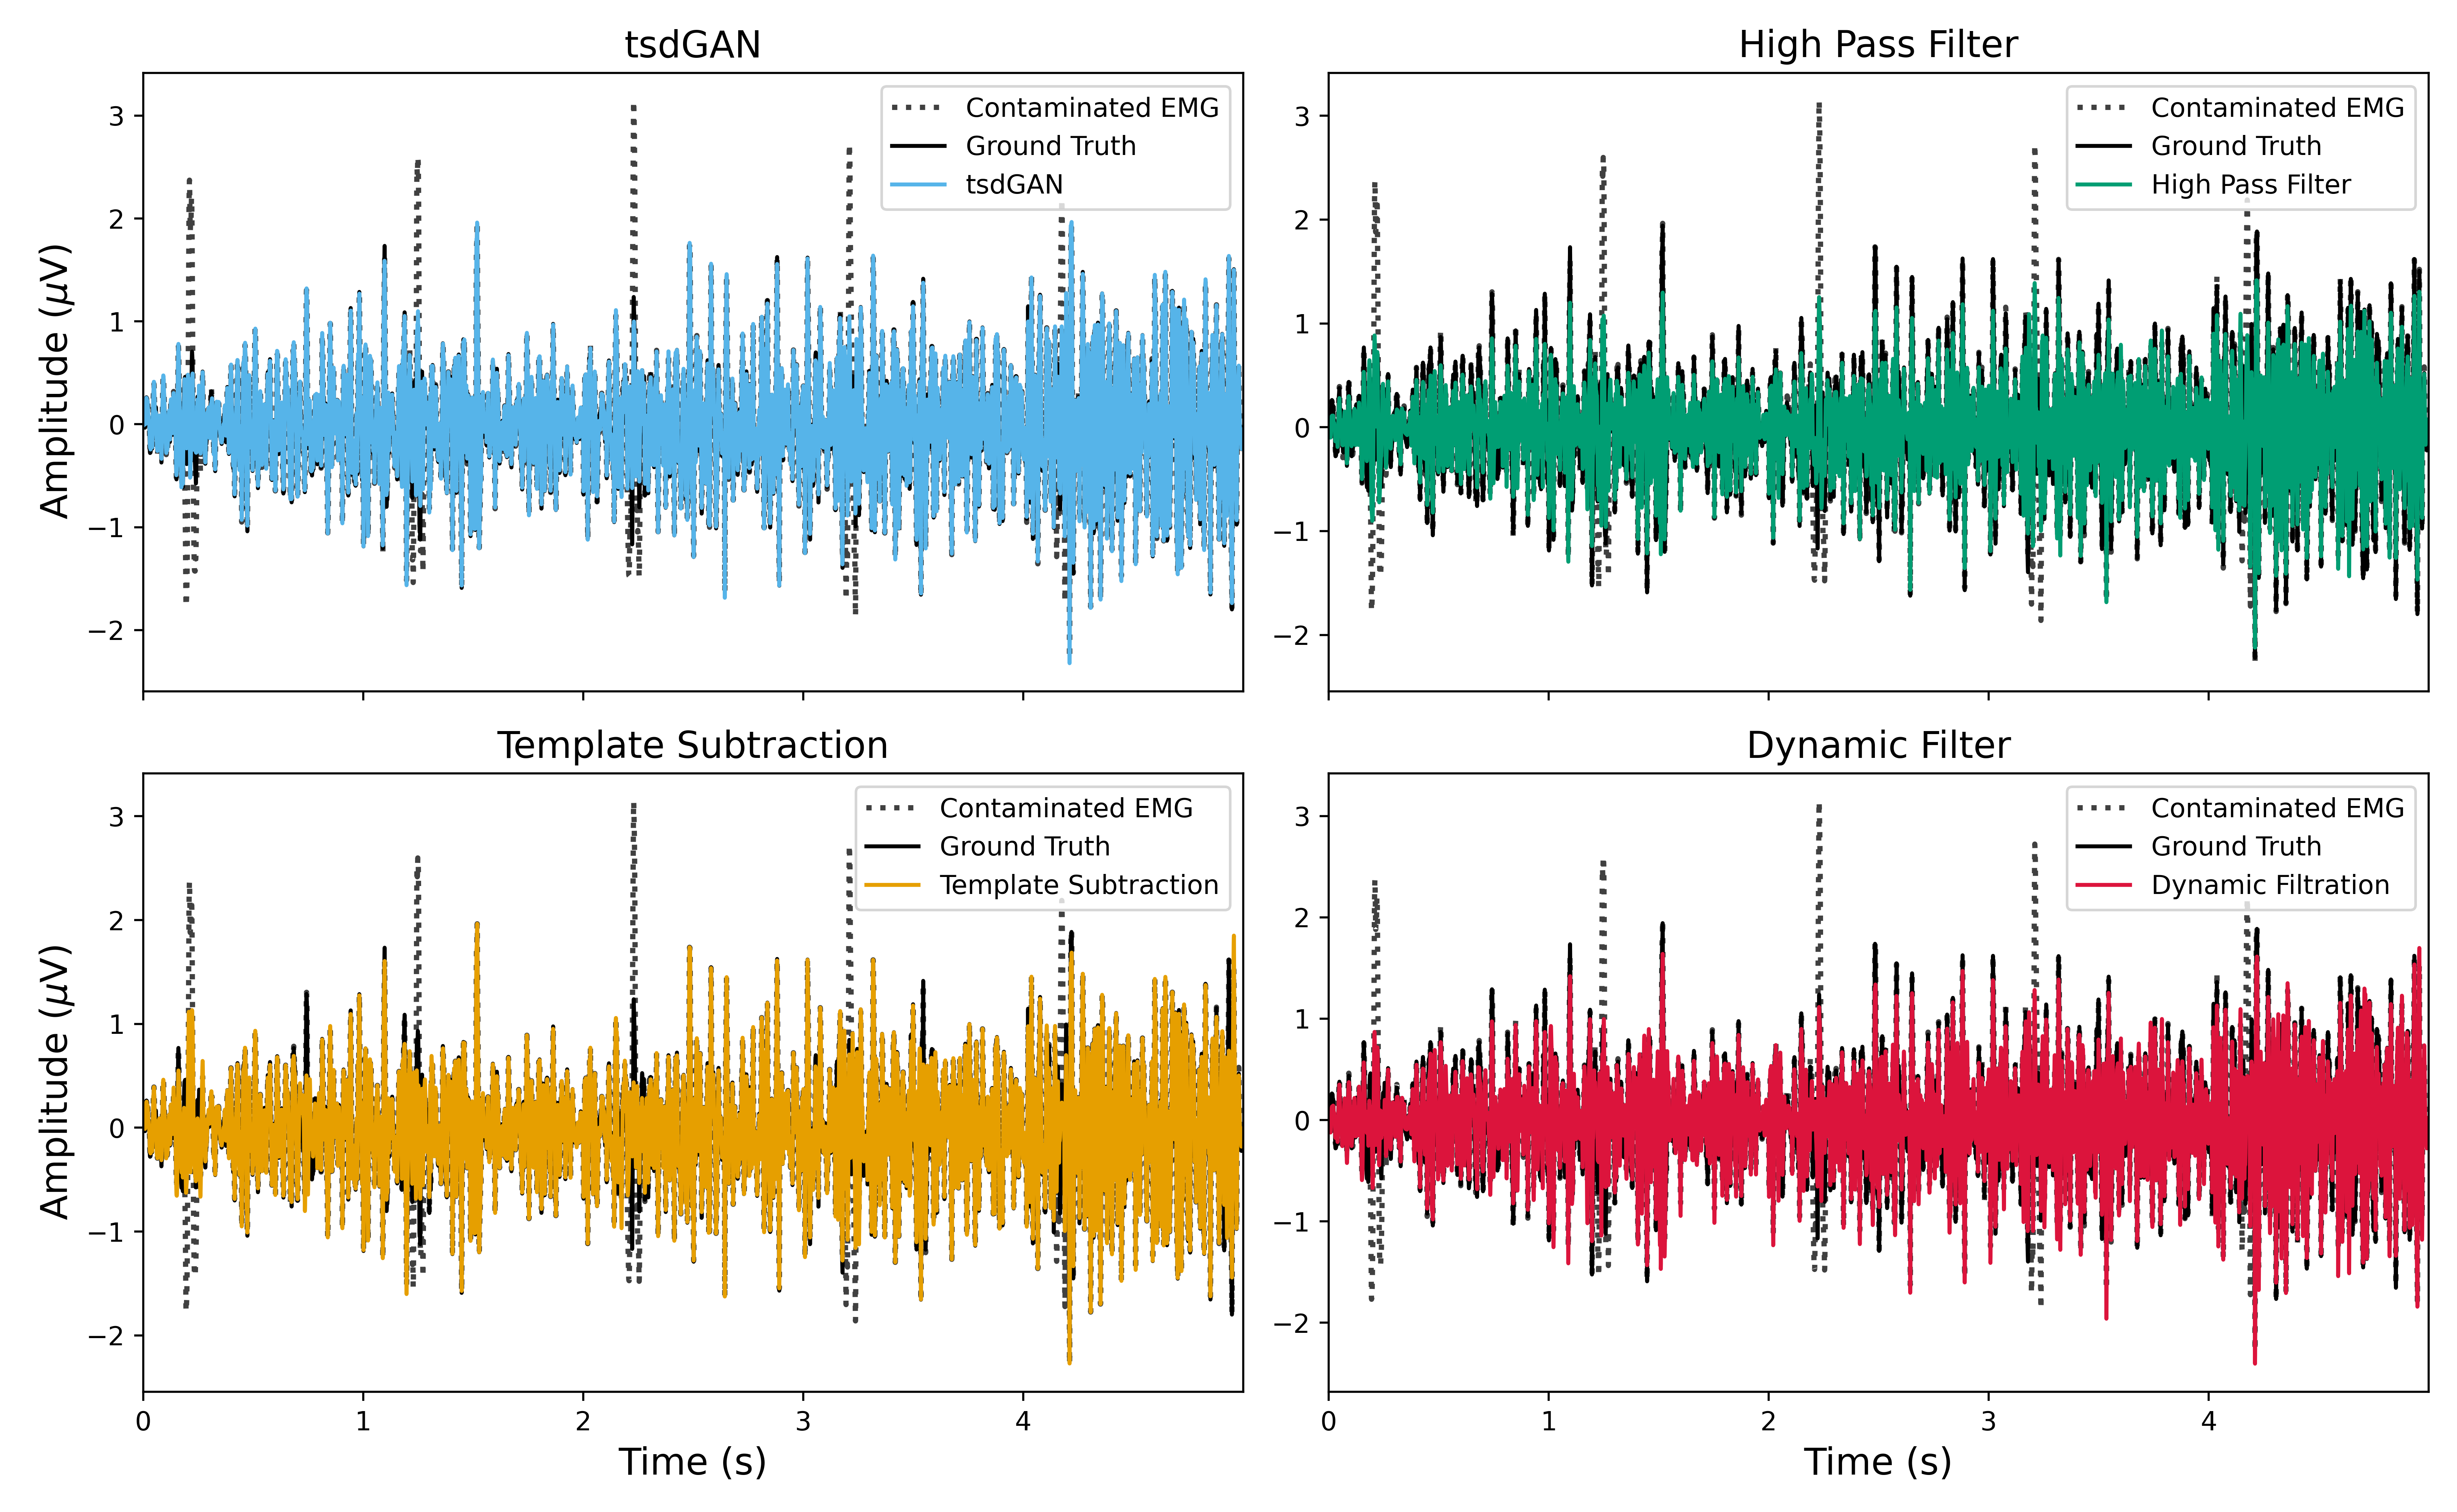 tsdGAN
High Pass Filter
Contaminated EMG
Ground Truth
tsdGAN
Contaminated EMG
Ground Truth
High Pass Filter
Amplitude (μV)
3
2
1
0
−1
−2
3
2
1
0
−1
−2
Template Subtraction
Dynamic Filter
Contaminated EMG
Ground Truth
Template Subtraction
Contaminated EMG
Ground Truth
Dynamic Filtration
Amplitude (μV)
3
2
1
0
−1
−2
3
2
1
0
−1
−2
0 1 2 3 4
0 1 2 3 4
Time (s)
Time (s)